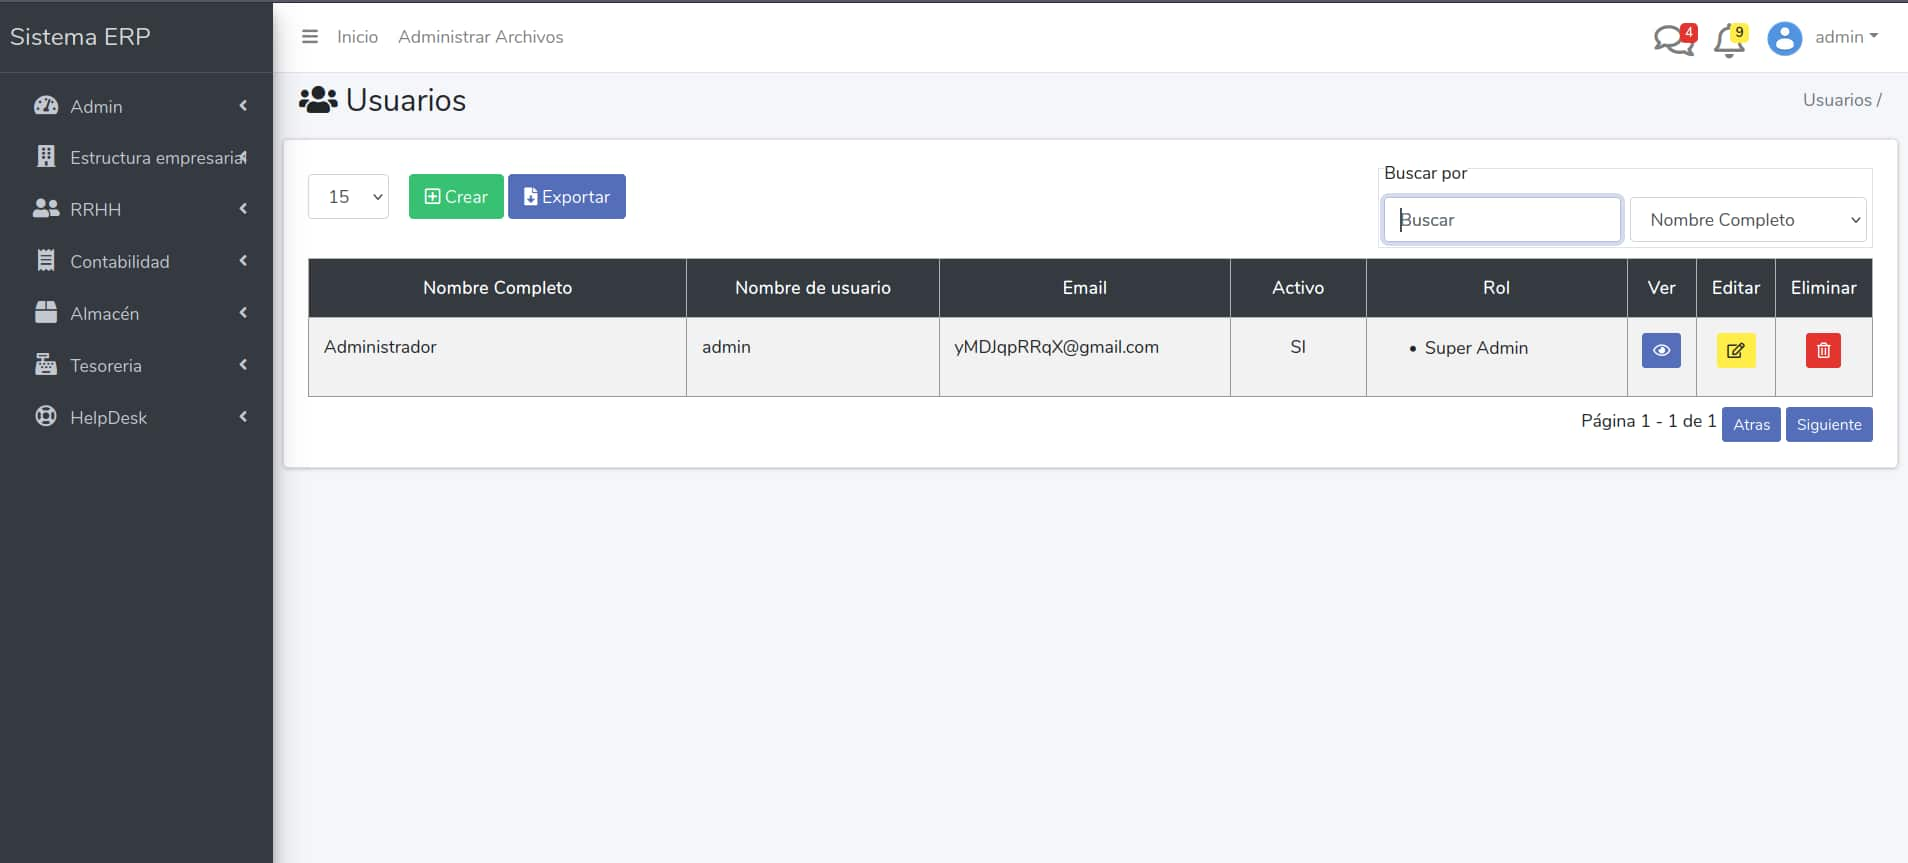 Sistema ERP
Inicio Administrar Archivos
4 9 admin
Admin
Estructura empresarial
RRHH
Contabilidad
Almacén
Tesoreria
HelpDesk
Usuarios
Usuarios /
15 Crear Exportar
Buscar por
Buscar Nombre Completo
Nombre Completo Nombre de usuario Email Activo Rol Ver Editar Eliminar
Administrador admin yMDJqpRRqX@gmail.com SI • Super Admin
Página 1 - 1 de 1 Atras Siguiente